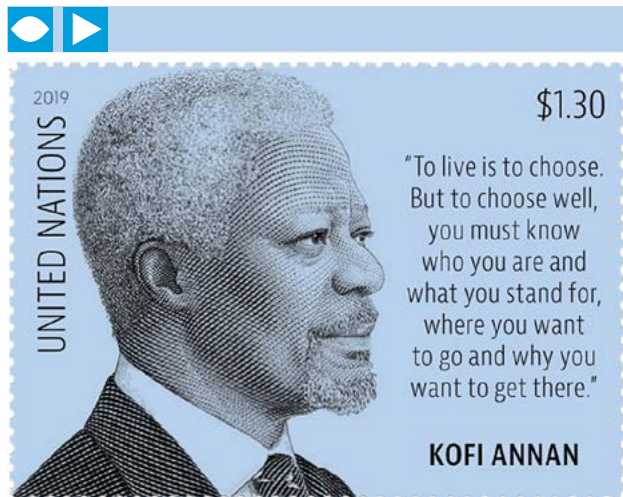 2019
UNITED NATIONS
$1.30
"To live is to choose.
But to choose well,
you must know
who you are and
what you stand for,
where you want
to go and why you
want to get there."
KOFI ANNAN